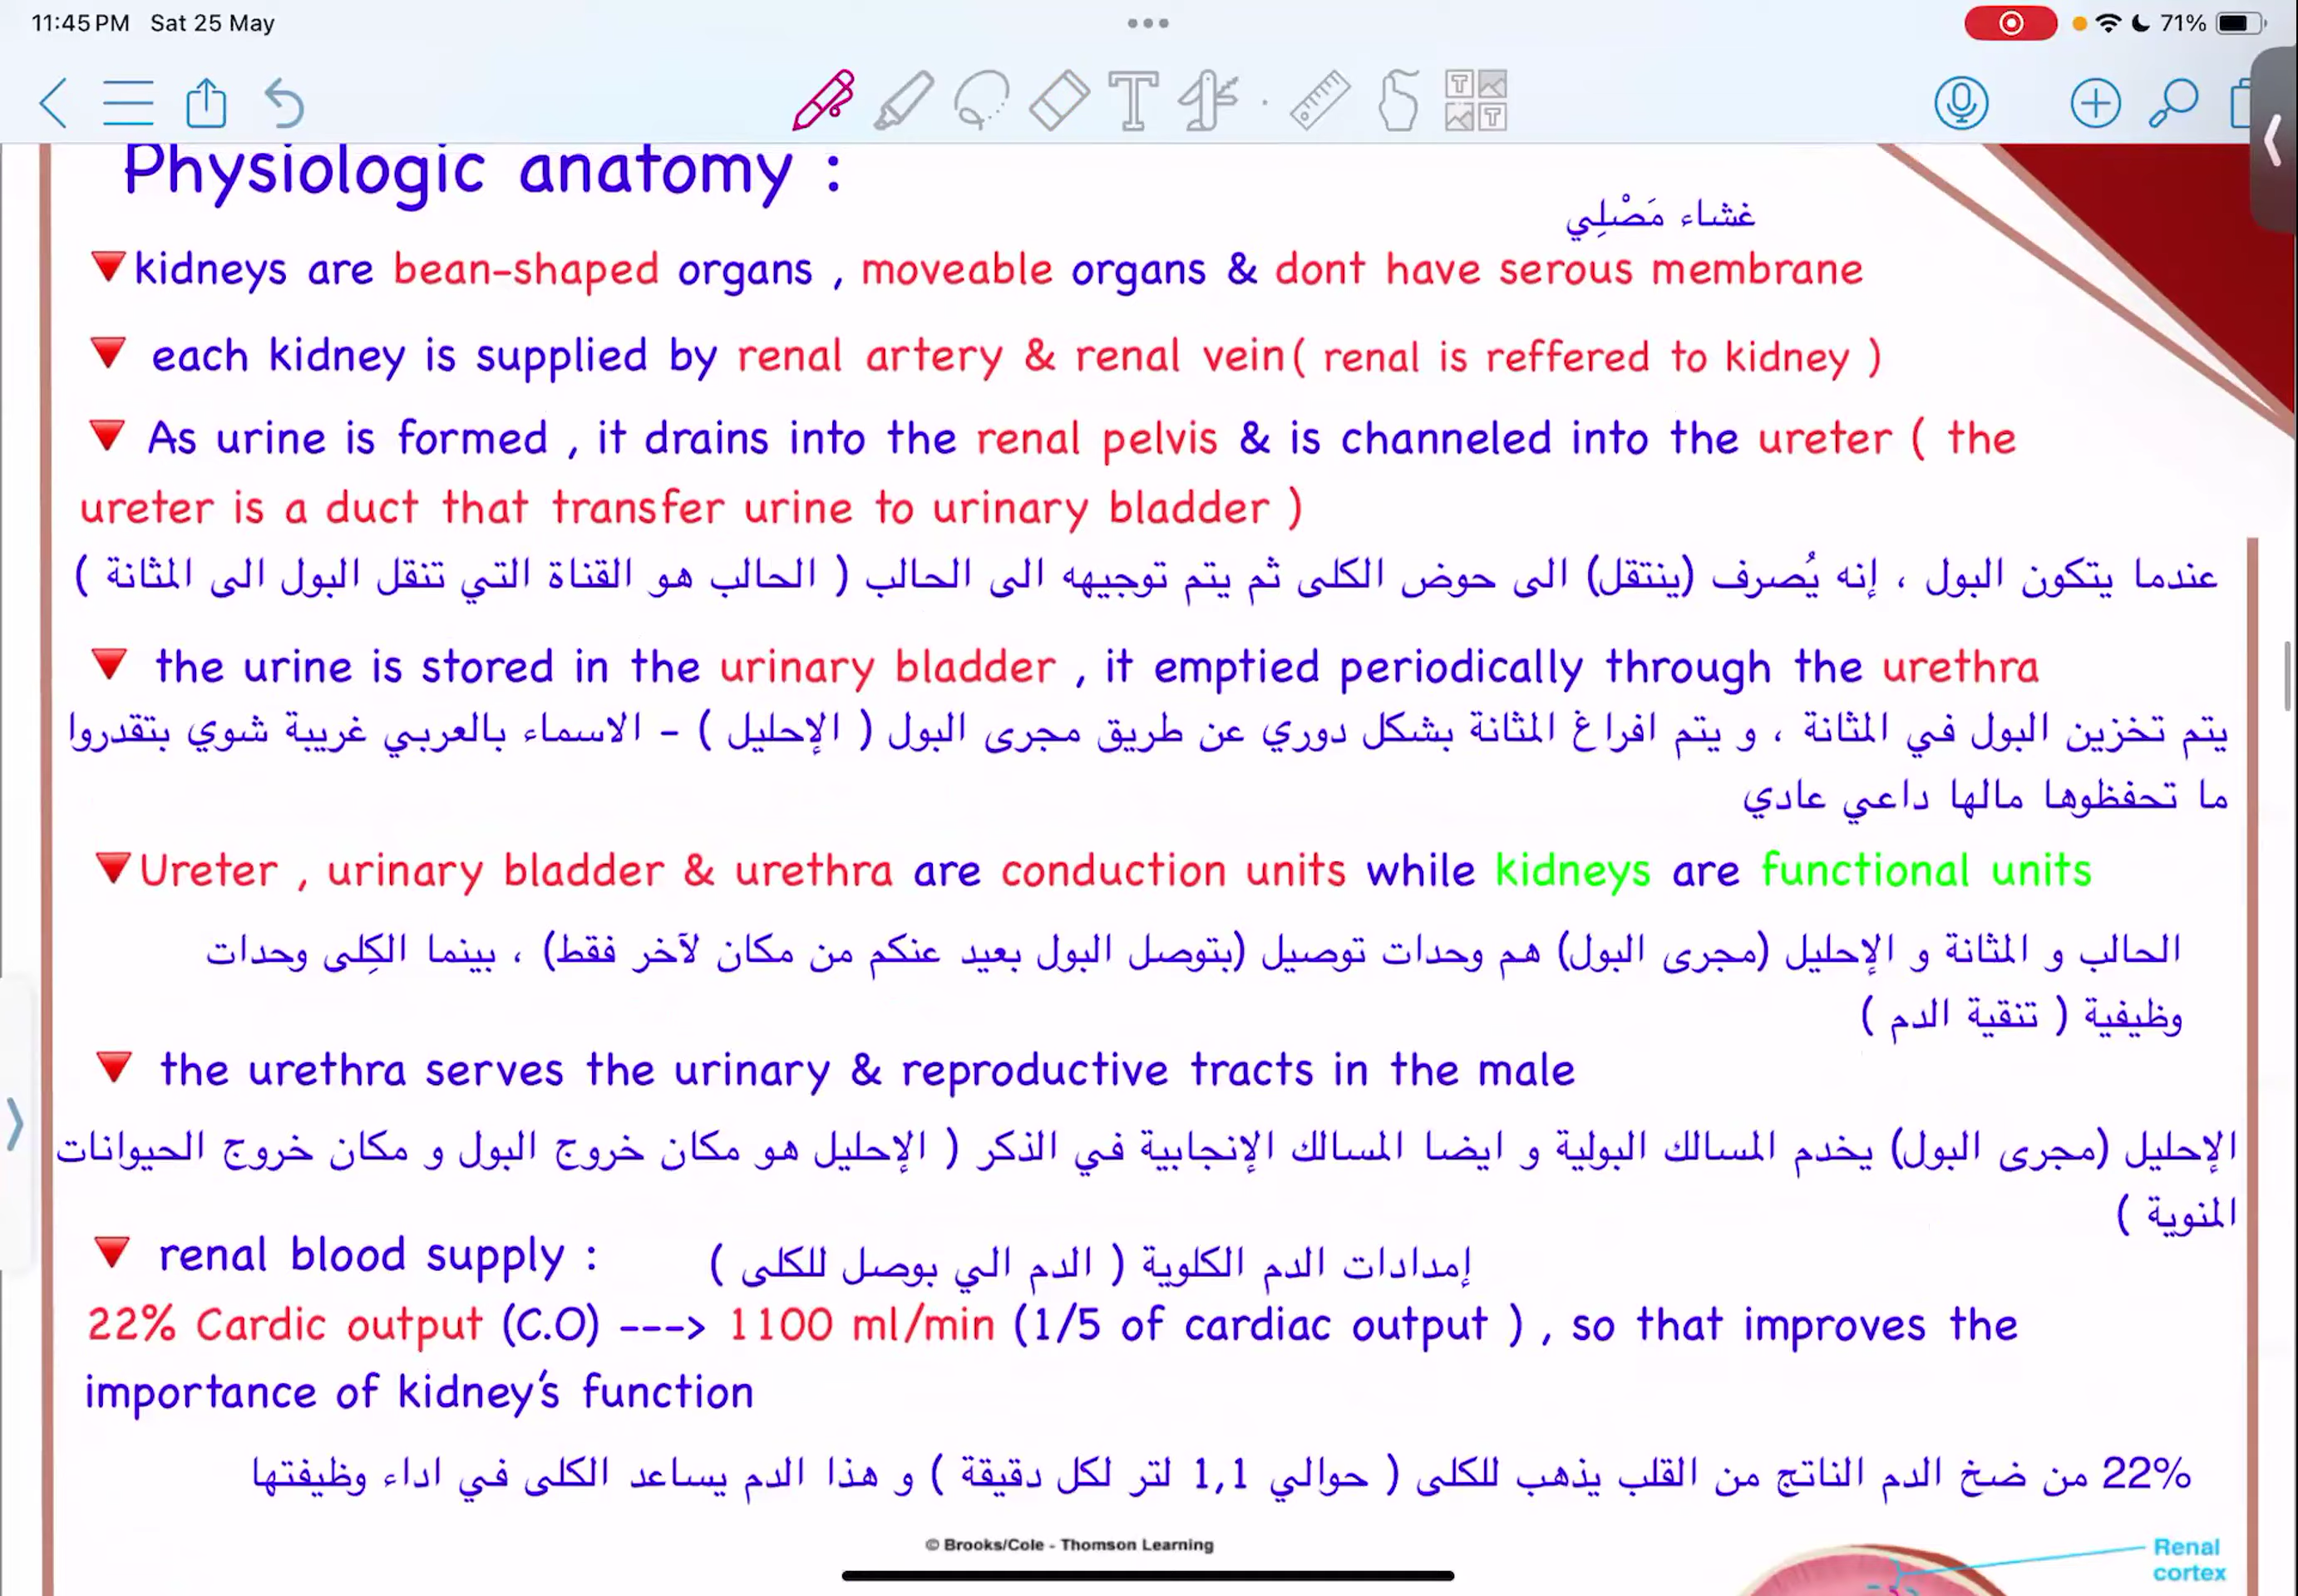 11:45 PM Sat 25 May
71%
Physiologic anatomy :
غشاء مَصْلِي
kidneys are bean-shaped organs , moveable organs & dont have serous membrane
each kidney is supplied by renal artery & renal vein( renal is reffered to kidney )
As urine is formed , it drains into the renal pelvis & is channeled into the ureter ( the
ureter is a duct that transfer urine to urinary bladder )
عندما يتكون البول ، إنه يُصرف (ينتقل) الى حوض الكلى ثم يتم توجيهه الى الحالب ( الحالب هو القناة التي تنقل البول الى المثانة )
the urine is stored in the urinary bladder , it emptied periodically through the urethra
يتم تخزين البول في المثانة ، و يتم افراغ المثانة بشكل دوري عن طريق مجرى البول ( الإحليل ) - الاسماء بالعربي غريبة شوي بتقدروا
ما تحفظوها مالها داعي عادي
Ureter , urinary bladder & urethra are conduction units while kidneys are functional units
الحالب و المثانة و الإحليل (مجرى البول) هم وحدات توصيل (بتوصل البول بعيد عنكم من مكان لآخر فقط) ، بينما الكِلى وحدات
وظيفية ( تنقية الدم )
the urethra serves the urinary & reproductive tracts in the male
الإحليل (مجرى البول) يخدم المسالك البولية و ايضا المسالك الإنجابية في الذكر ( الإحليل هو مكان خروج البول و مكان خروج الحيوانات
المنوية )
renal blood supply : إمدادات الدم الكلوية ( الدم الي بوصل للكلى )
22% Cardic output (C.O) ---> 1100 ml/min (1/5 of cardiac output ) , so that improves the
importance of kidney's function
22% من ضخ الدم الناتج من القلب يذهب للكلى ( حوالي 1,1 لتر لكل دقيقة ) و هذا الدم يساعد الكلى في اداء وظيفتها
© Brooks/Cole - Thomson Learning
Renal
cortex